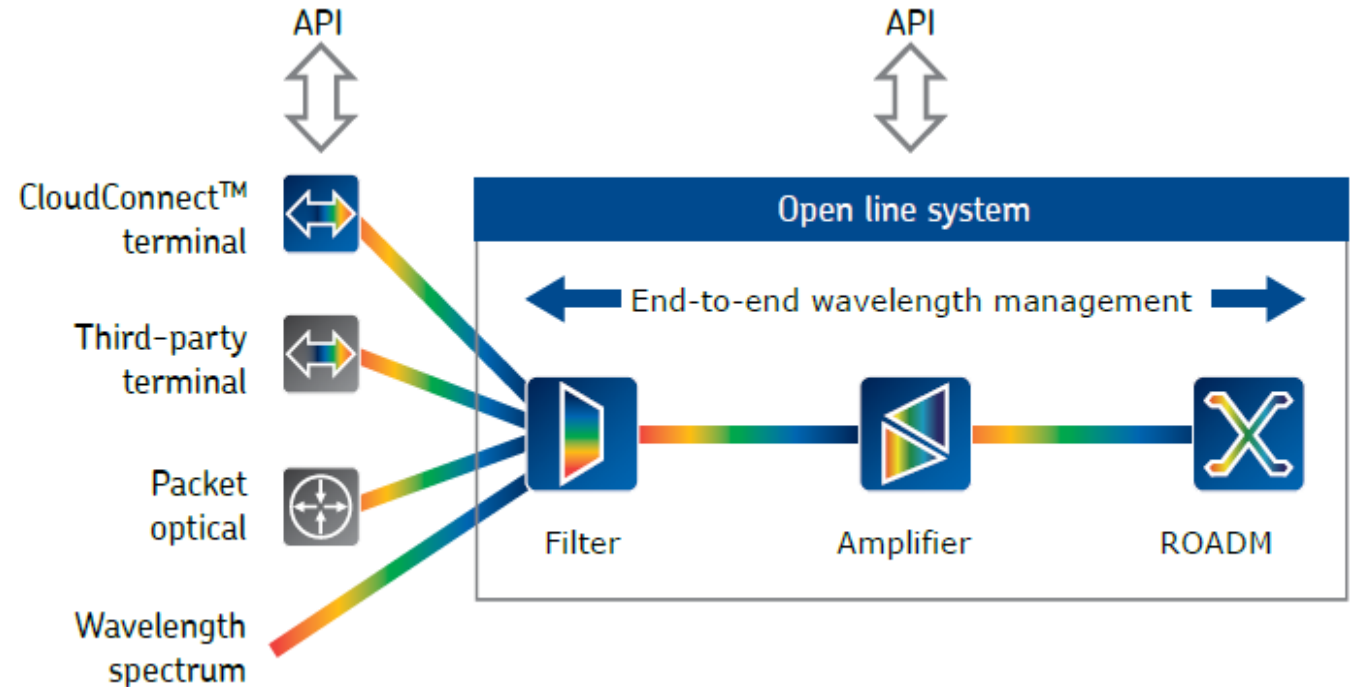 API
API
CloudConnect™
terminal
Open line system
End-to-end wavelength management
Third-party
terminal
Packet
optical
Filter
Amplifier
ROADM
Wavelength
spectrum